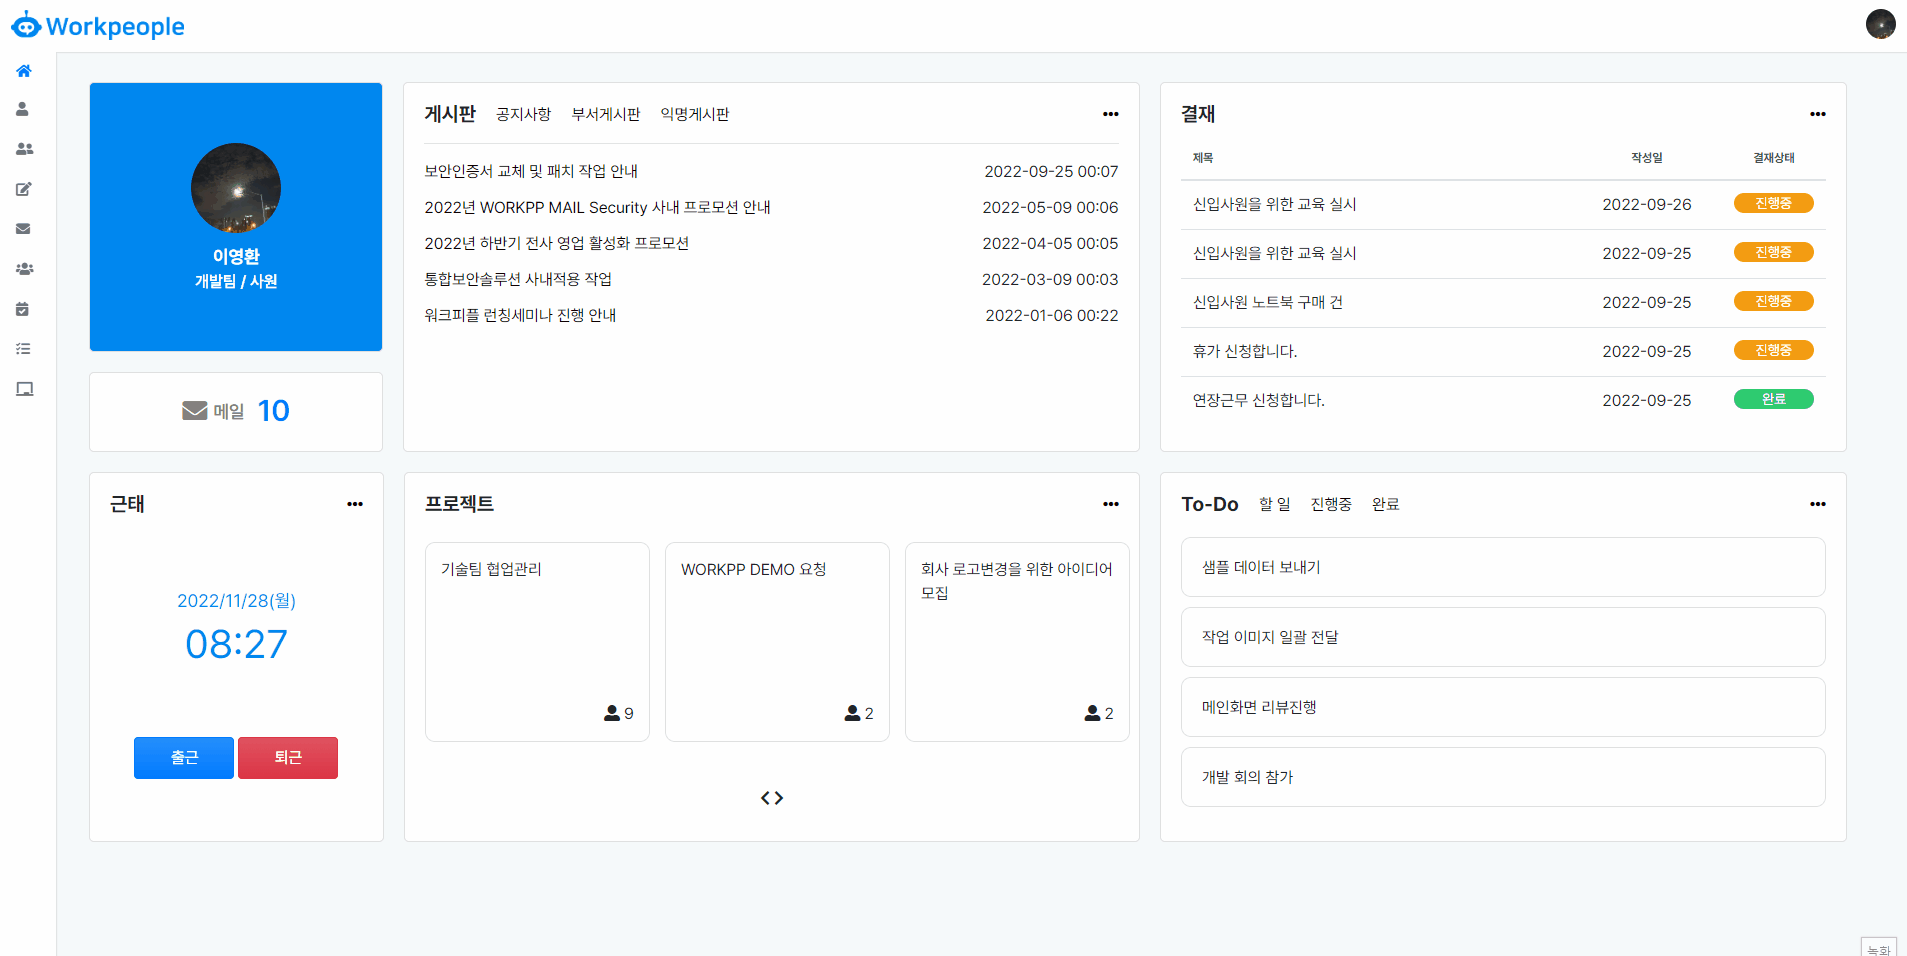 Workpeople
이영환
개발팀 / 사원
메일 10
게시판 공지사항 부서게시판 익명게시판
보안인증서 교체 및 패치 작업 안내 2022-09-25 00:07
2022년 WORKPP MAIL Security 사내 프로모션 안내 2022-05-09 00:06
2022년 하반기 전사 영업 활성화 프로모션 2022-04-05 00:05
통합보안솔루션 사내적용 작업 2022-03-09 00:03
워크피플 런칭세미나 진행 안내 2022-01-06 00:22
결재
제목 작성일 결재상태
신입사원을 위한 교육 실시 2022-09-26 진행중
신입사원을 위한 교육 실시 2022-09-25 진행중
신입사원 노트북 구매 건 2022-09-25 진행중
휴가 신청합니다. 2022-09-25 진행중
연장근무 신청합니다. 2022-09-25 완료
근태
2022/11/28(월)
08:27
출근 퇴근
프로젝트
기술팀 협업관리
9
WORKPP DEMO 요청
2
회사 로고변경을 위한 아이디어
모집
2
To-Do 할 일 진행중 완료
샘플 데이터 보내기
작업 이미지 일괄 전달
메인화면 리뷰진행
개발 회의 참가
녹화